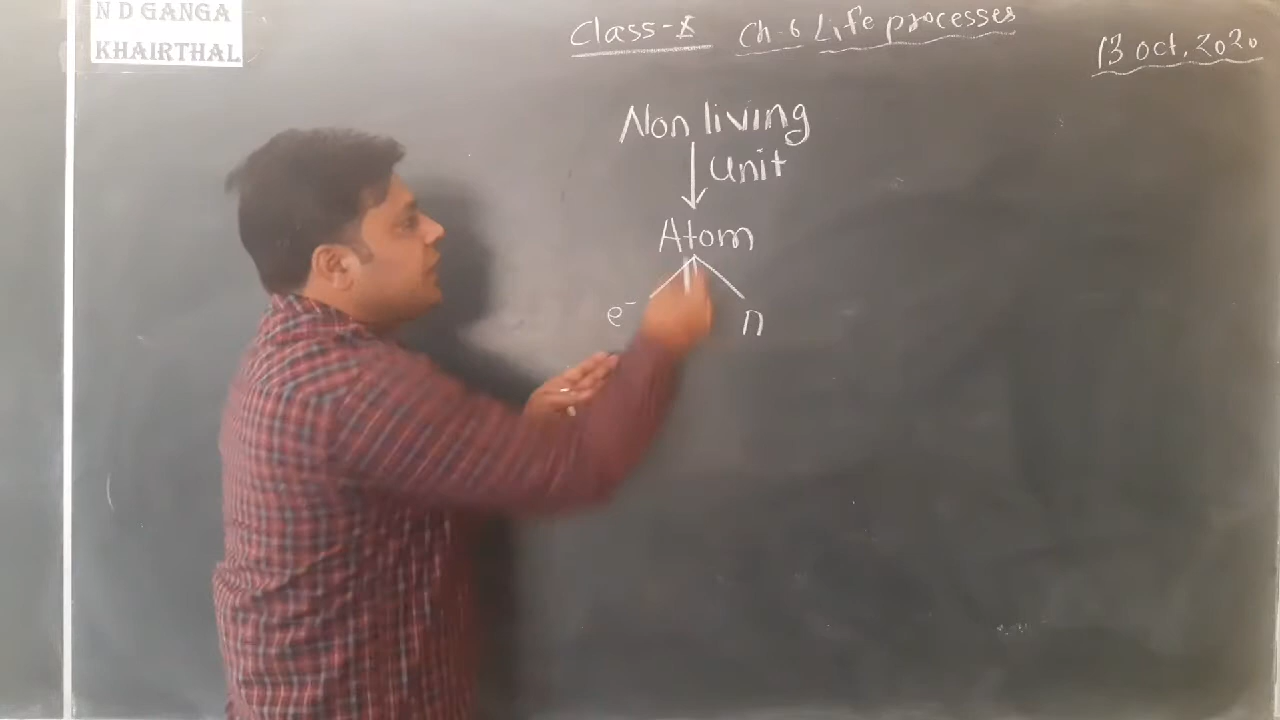 N D GANGA
KHAIRTHAL
Class-X Ch-6 Life processes
13 oct, 2020
Non living
Unit
Atom
e⁻ n